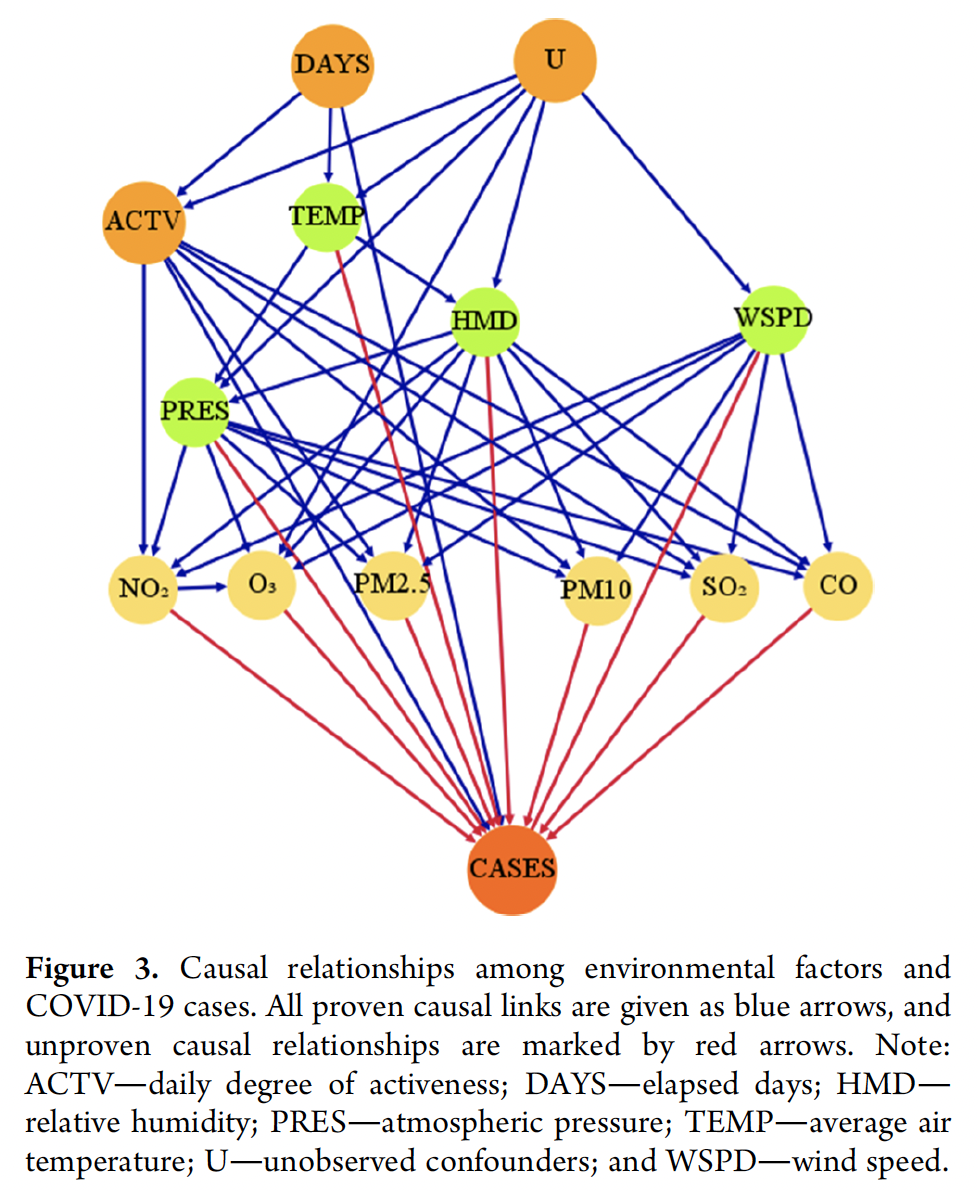 DAYS
U
ACTV
TEMP
HMD
WSPD
PRES
NO₂
O₃
PM2.5
PM10
SO₂
CO
CASES
Figure 3. Causal relationships among environmental factors and
COVID-19 cases. All proven causal links are given as blue arrows, and
unproven causal relationships are marked by red arrows. Note:
ACTV—daily degree of activeness; DAYS—elapsed days; HMD—
relative humidity; PRES—atmospheric pressure; TEMP—average air
temperature; U—unobserved confounders; and WSPD—wind speed.